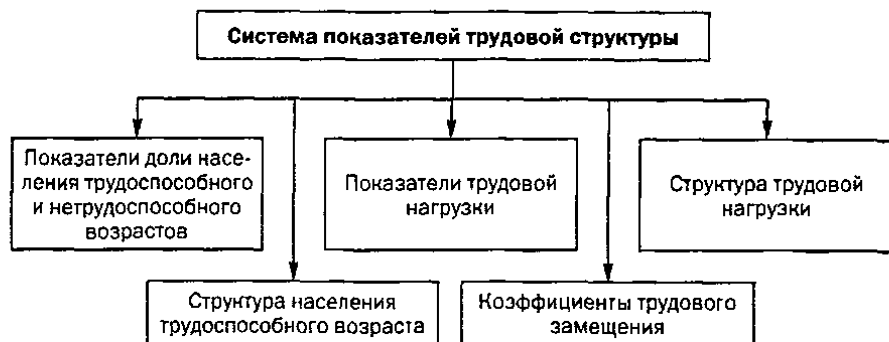 Система показателей трудовой структуры
Показатели доли насе-
ления трудоспособного
и нетрудоспособного
возрастов
Показатели трудовой
нагрузки
Структура трудовой
нагрузки
Структура населения
трудоспособного возраста
Коэффициенты трудового
замещения